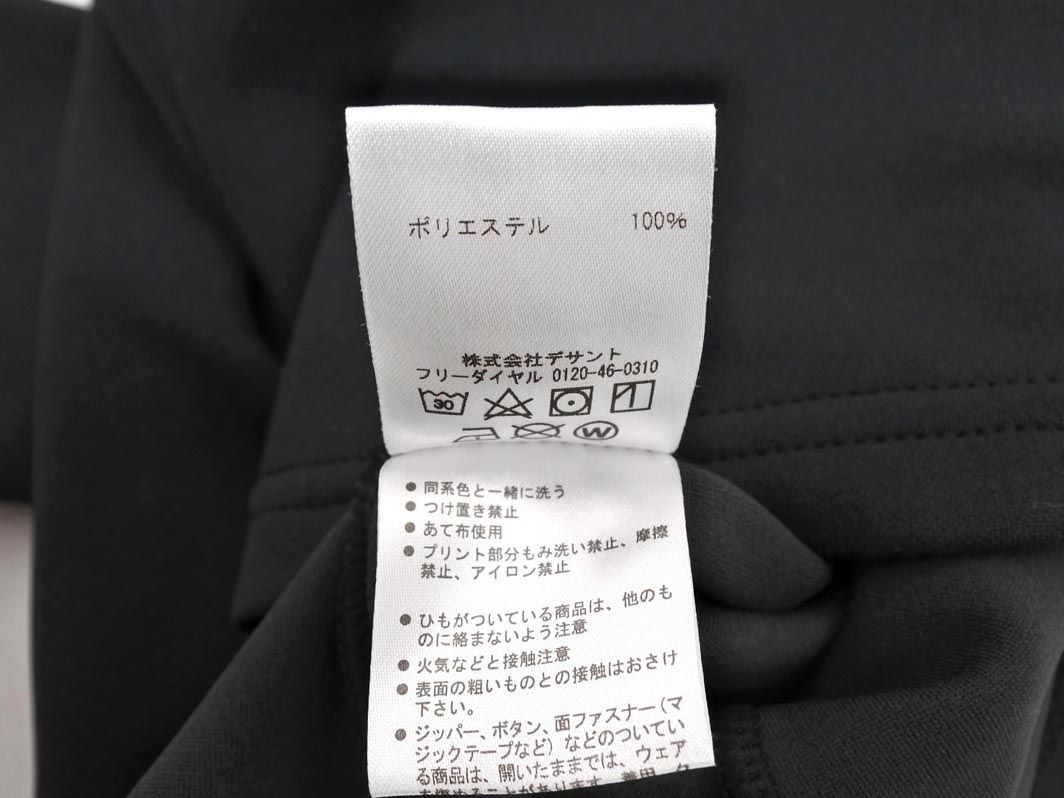 ポリエステル 100%
株式会社デサント
フリーダイヤル 0120-46-0310
30
W
● 同系色と一緒に洗う
● つけ置き禁止
● あて布使用
● プリント部分もみ洗い禁止、摩擦
禁止、アイロン禁止
● ひもがついている商品は、他のも
のに絡まないよう注意
● 火気などと接触注意
● 表面の粗いものとの接触はおさけ
下さい。
● ジッパー、ボタン、面ファスナー(マ
ジックテープなど)などのついてい
る商品は、開いたままでは、ウェア